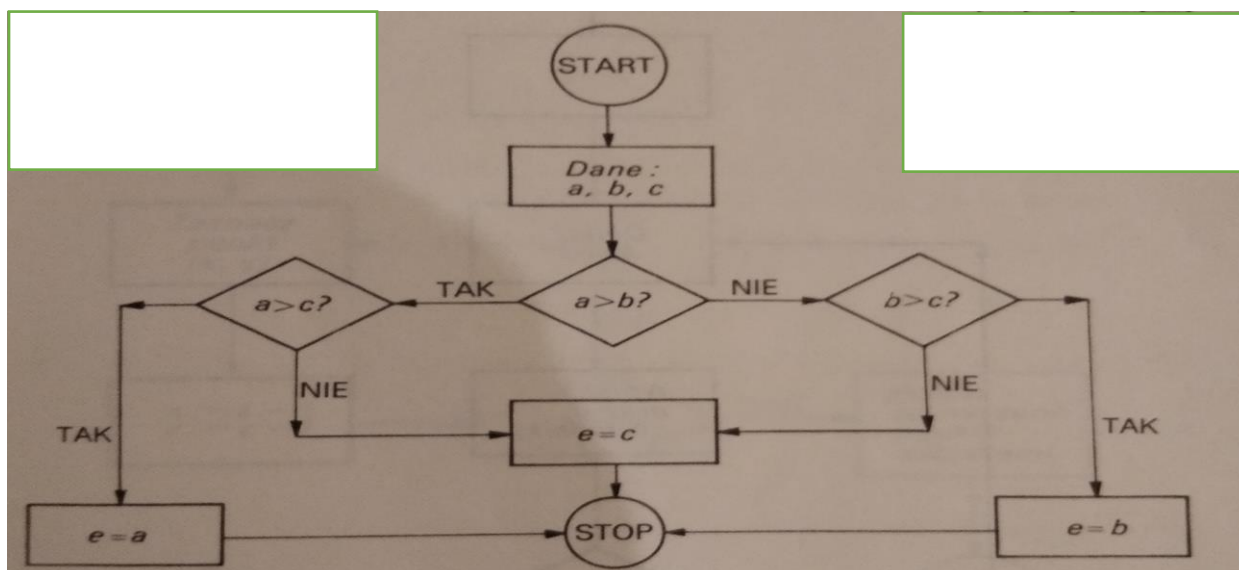 START
Dane:
a, b, c
a>c?
TAK
a>b?
NIE
b>c?
NIE
NIE
TAK
e=c
TAK
e=a
STOP
e=b